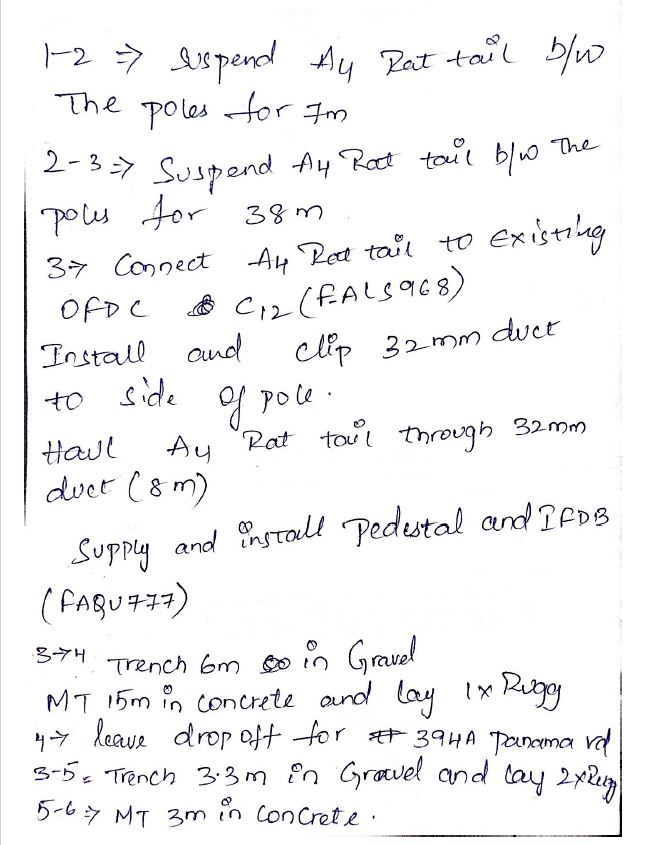 1-2 ⇒ Suspend A4 Rat tail b/w
The poles for 7m
2-3 ⇒ Suspend A4 Rat tail b/w The
poles for 38m
3→ Connect A4 Rat tail to Existing
OFDC C12 (FALS968)
Install and clip 32mm duct
to side of pole.
Haul A4 Rat tail through 32mm
duct (8m)
Supply and install Pedestal and IFDB
(FAQU777)
3→4 Trench 6m in Gravel
MT 15m in concrete and lay 1x Rugg
4→ leave drop off for 394A Panama rd
3-5= Trench 3.3m in Gravel and lay 2xRugg
5-6 ⇒ MT 3m in Concrete.